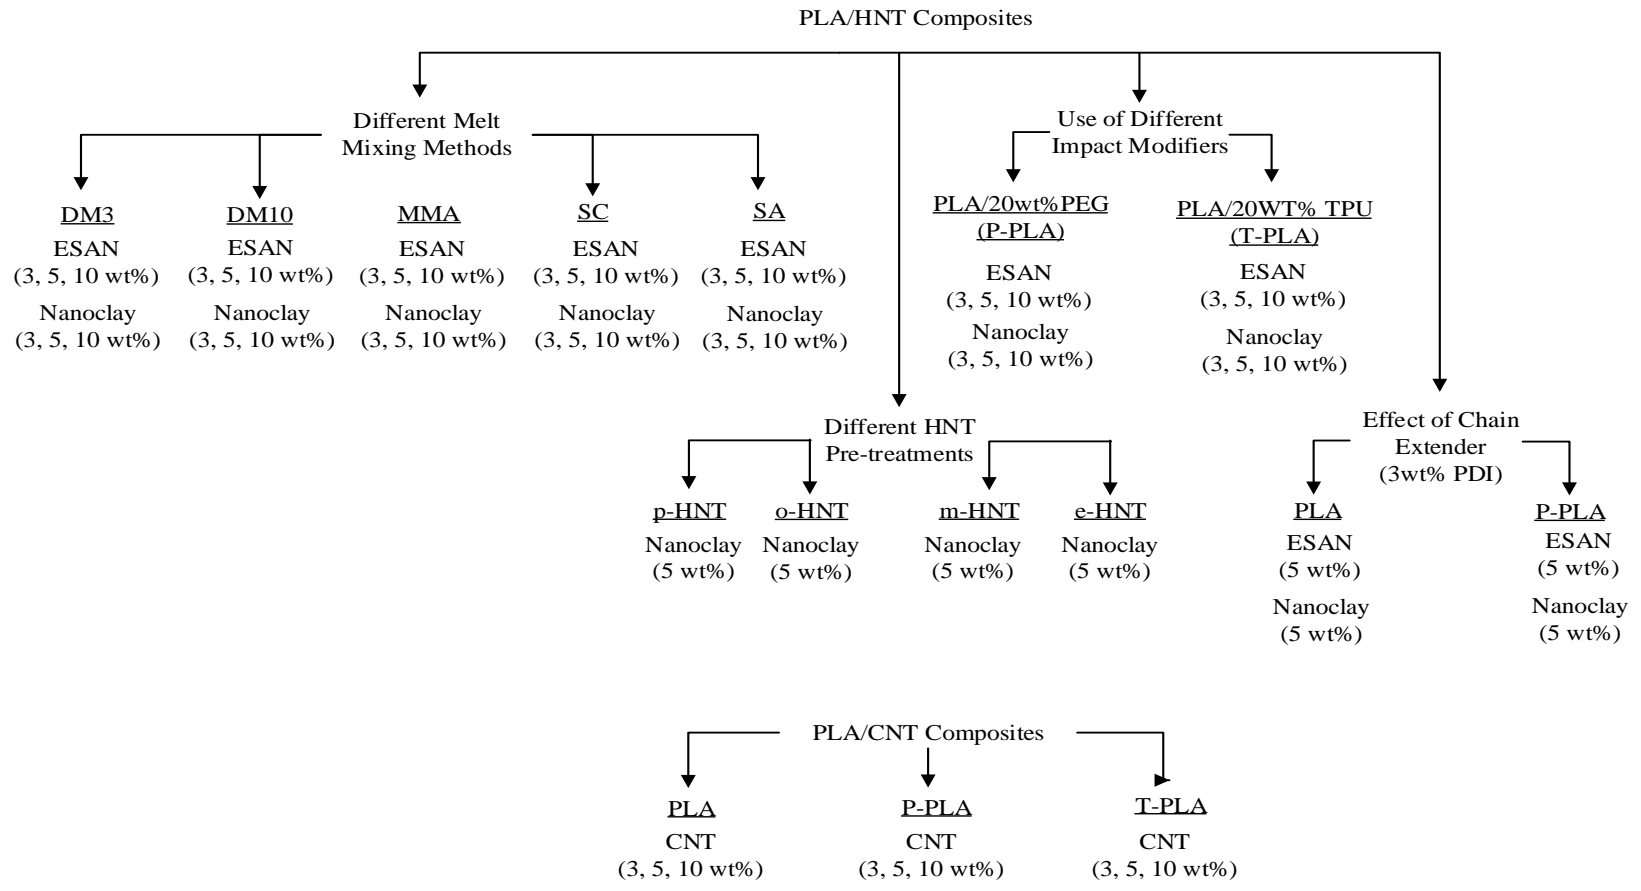 PLA/HNT Composites
Different Melt
Mixing Methods
DM3
ESAN
(3, 5, 10 wt%)
Nanoclay
(3, 5, 10 wt%)
DM10
ESAN
(3, 5, 10 wt%)
Nanoclay
(3, 5, 10 wt%)
MMA
ESAN
(3, 5, 10 wt%)
Nanoclay
(3, 5, 10 wt%)
SC
ESAN
(3, 5, 10 wt%)
Nanoclay
(3, 5, 10 wt%)
SA
ESAN
(3, 5, 10 wt%)
Nanoclay
(3, 5, 10 wt%)
Use of Different
Impact Modifiers
PLA/20wt%PEG
(P-PLA)
ESAN
(3, 5, 10 wt%)
Nanoclay
(3, 5, 10 wt%)
PLA/20WT% TPU
(T-PLA)
ESAN
(3, 5, 10 wt%)
Nanoclay
(3, 5, 10 wt%)
Different HNT
Pre-treatments
p-HNT
Nanoclay
(5 wt%)
o-HNT
Nanoclay
(5 wt%)
m-HNT
Nanoclay
(5 wt%)
e-HNT
Nanoclay
(5 wt%)
Effect of Chain
Extender
(3wt% PDI)
PLA
ESAN
(5 wt%)
Nanoclay
(5 wt%)
P-PLA
ESAN
(5 wt%)
Nanoclay
(5 wt%)
PLA/CNT Composites
PLA
CNT
(3, 5, 10 wt%)
P-PLA
CNT
(3, 5, 10 wt%)
T-PLA
CNT
(3, 5, 10 wt%)